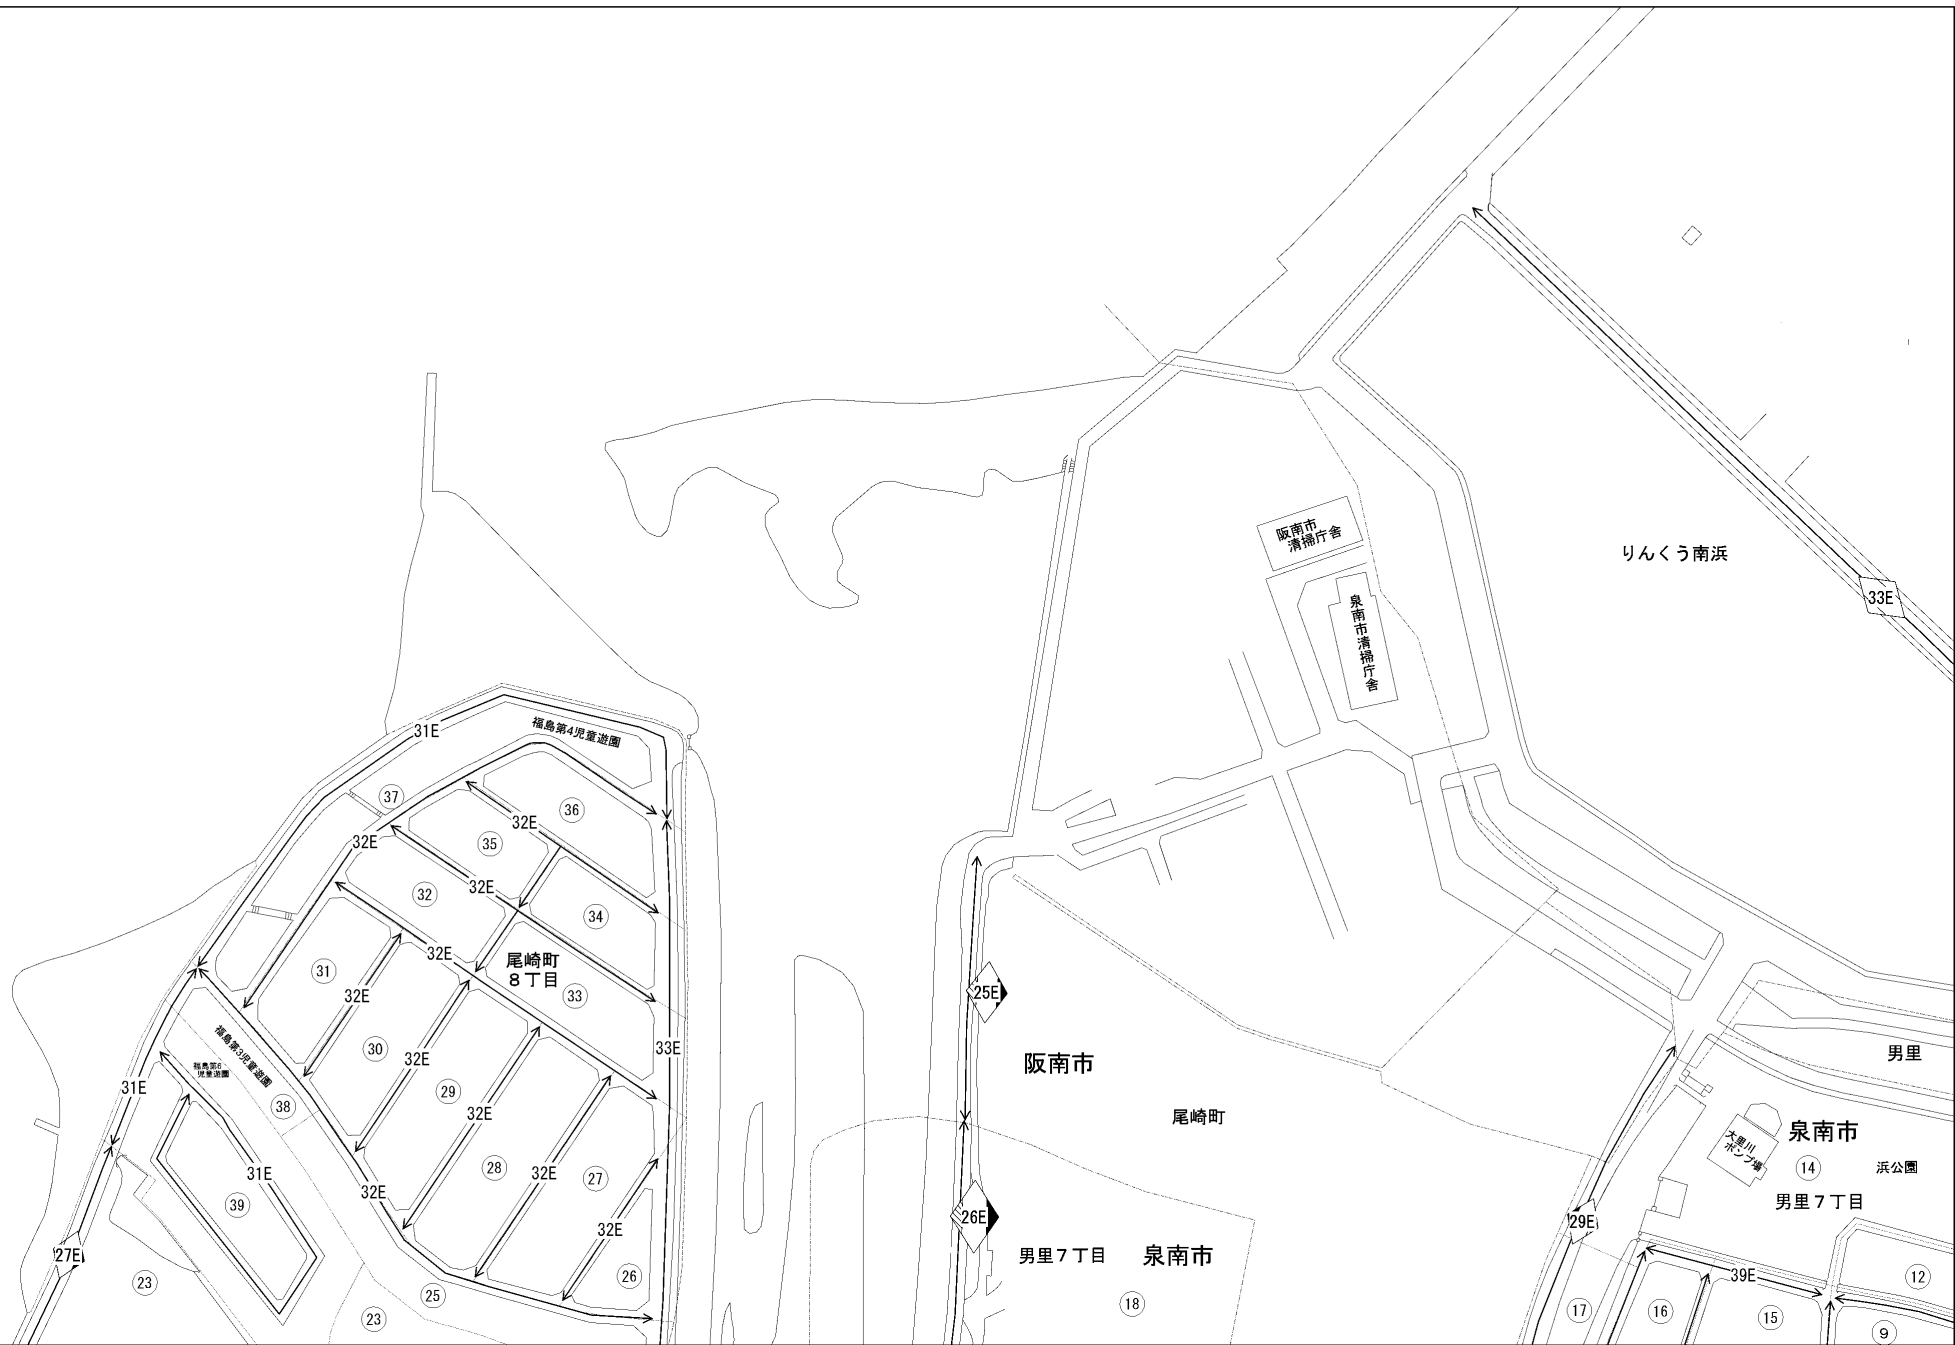 阪南市
清掃庁舎
泉南市清掃庁舎
りんくう南浜
33E
31E
福島第4児童遊園
37
36
32E
32E
35
32E
32
34
32E
尾崎町
8丁目
31
33
32E
25E
30
32E
33E
福島第3児童遊園
福島第6
児童遊園
阪南市
男里
31E
29
38
32E
尾崎町
泉南市
大里川
ポンプ場
14
浜公園
31E
28
32E
27
32E
39
男里7丁目
26E
32E
29E
27E
男里7丁目
泉南市
23
26
39E
12
25
18
23
17
16
15
9